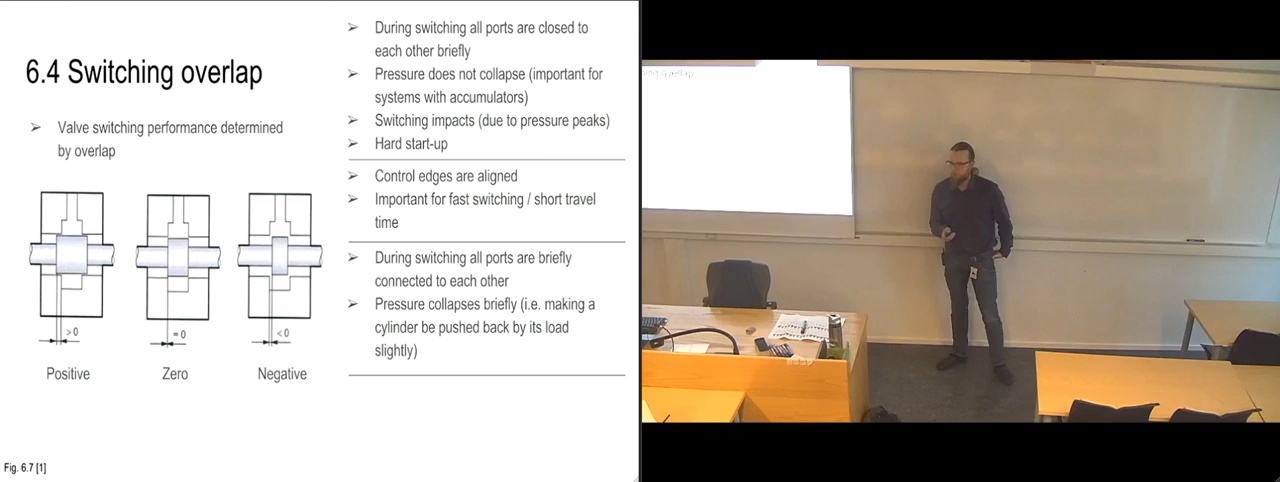 6.4 Switching overlap
➢ Valve switching performance determined
by overlap
> 0
= 0
< 0
Positive
Zero
Negative
Fig. 6.7 [1]
➢ During switching all ports are closed to
each other briefly
➢ Pressure does not collapse (important for
systems with accumulators)
➢ Switching impacts (due to pressure peaks)
➢ Hard start-up
➢ Control edges are aligned
➢ Important for fast switching / short travel
time
➢ During switching all ports are briefly
connected to each other
➢ Pressure collapses briefly (i.e. making a
cylinder be pushed back by its load
slightly)
overlap